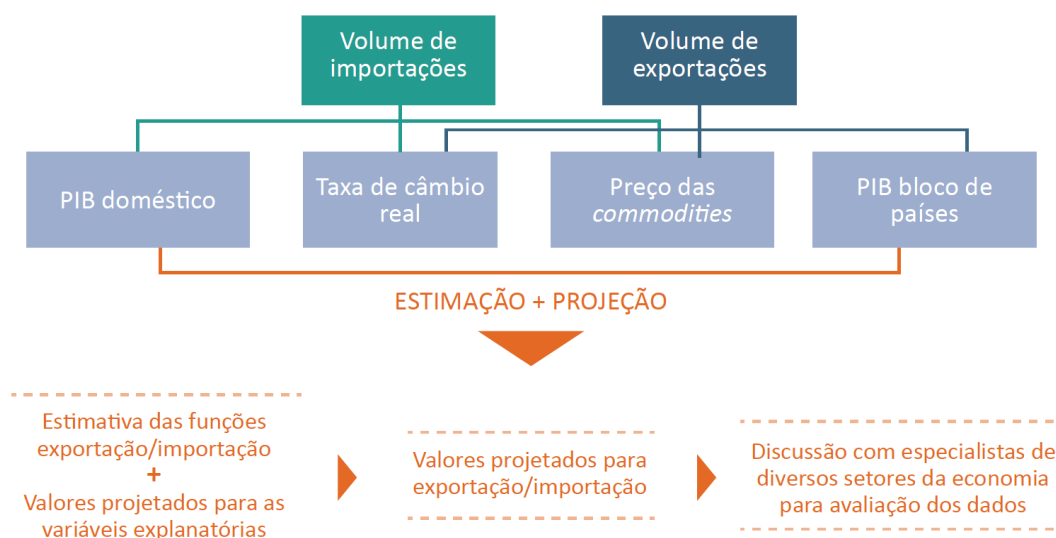 Volume de
importações
Volume de
exportações
PIB doméstico
Taxa de câmbio
real
Preço das
commodities
PIB bloco de
países
ESTIMAÇÃO + PROJEÇÃO
Estimativa das funções
exportação/importação
+
Valores projetados para as
variáveis explanatórias
Valores projetados para
exportação/importação
Discussão com especialistas de
diversos setores da economia
para avaliação dos dados